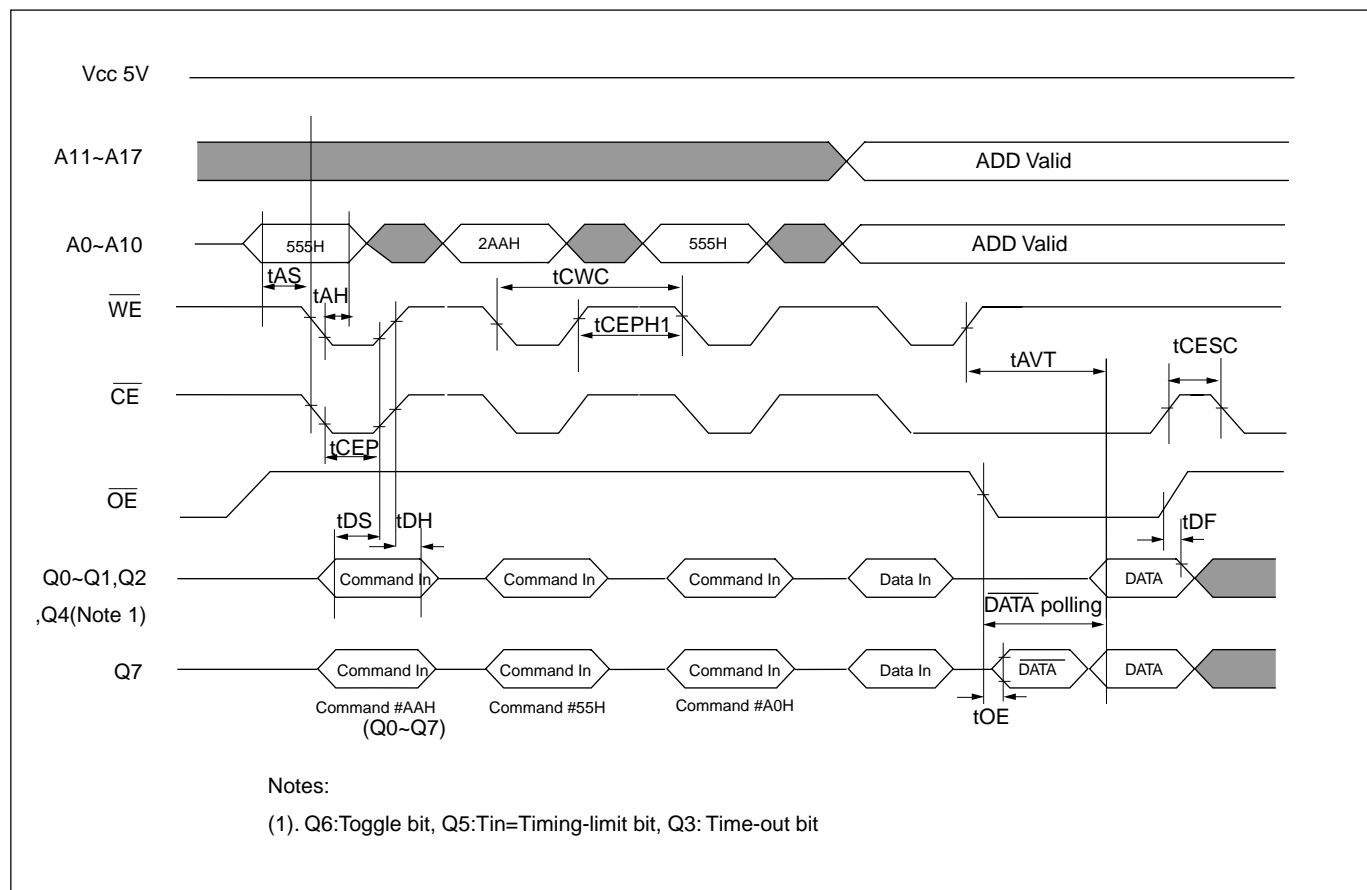 Vcc 5V
A11~A17
ADD Valid
A0~A10
555H
2AAH
555H
ADD Valid
tAS
tAH
tCWC
WE
tCEPH1
tAVT
tCESC
CE
tCEP
OE
tDS
tDH
tDF
Q0~Q1,Q2
,Q4(Note 1)
Command In
Command In
Command In
Data In
DATA
DATA polling
Q7
Command In
Command In
Command In
Data In
DATA
DATA
Command #AAH
Command #55H
Command #A0H
(Q0~Q7)
tOE
Notes:
(1). Q6:Toggle bit, Q5:Tin=Timing-limit bit, Q3: Time-out bit